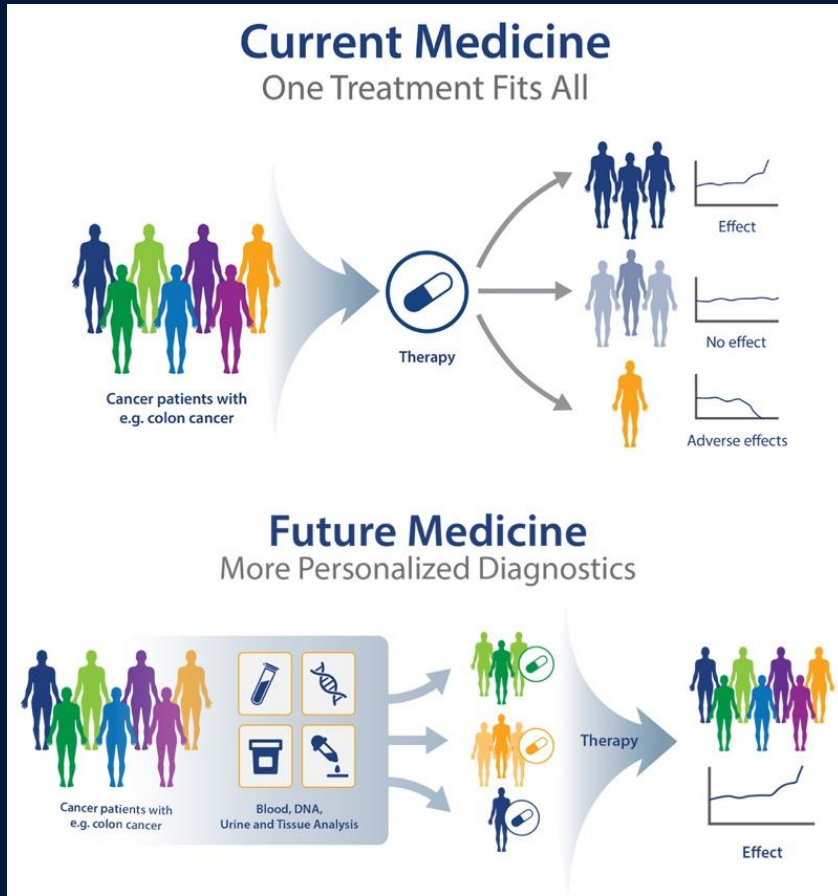 Current Medicine
One Treatment Fits All
Effect
Therapy
No effect
Cancer patients with
e.g. colon cancer
Adverse effects
Future Medicine
More Personalized Diagnostics
Therapy
Cancer patients with
e.g. colon cancer
Blood, DNA,
Urine and Tissue Analysis
Effect